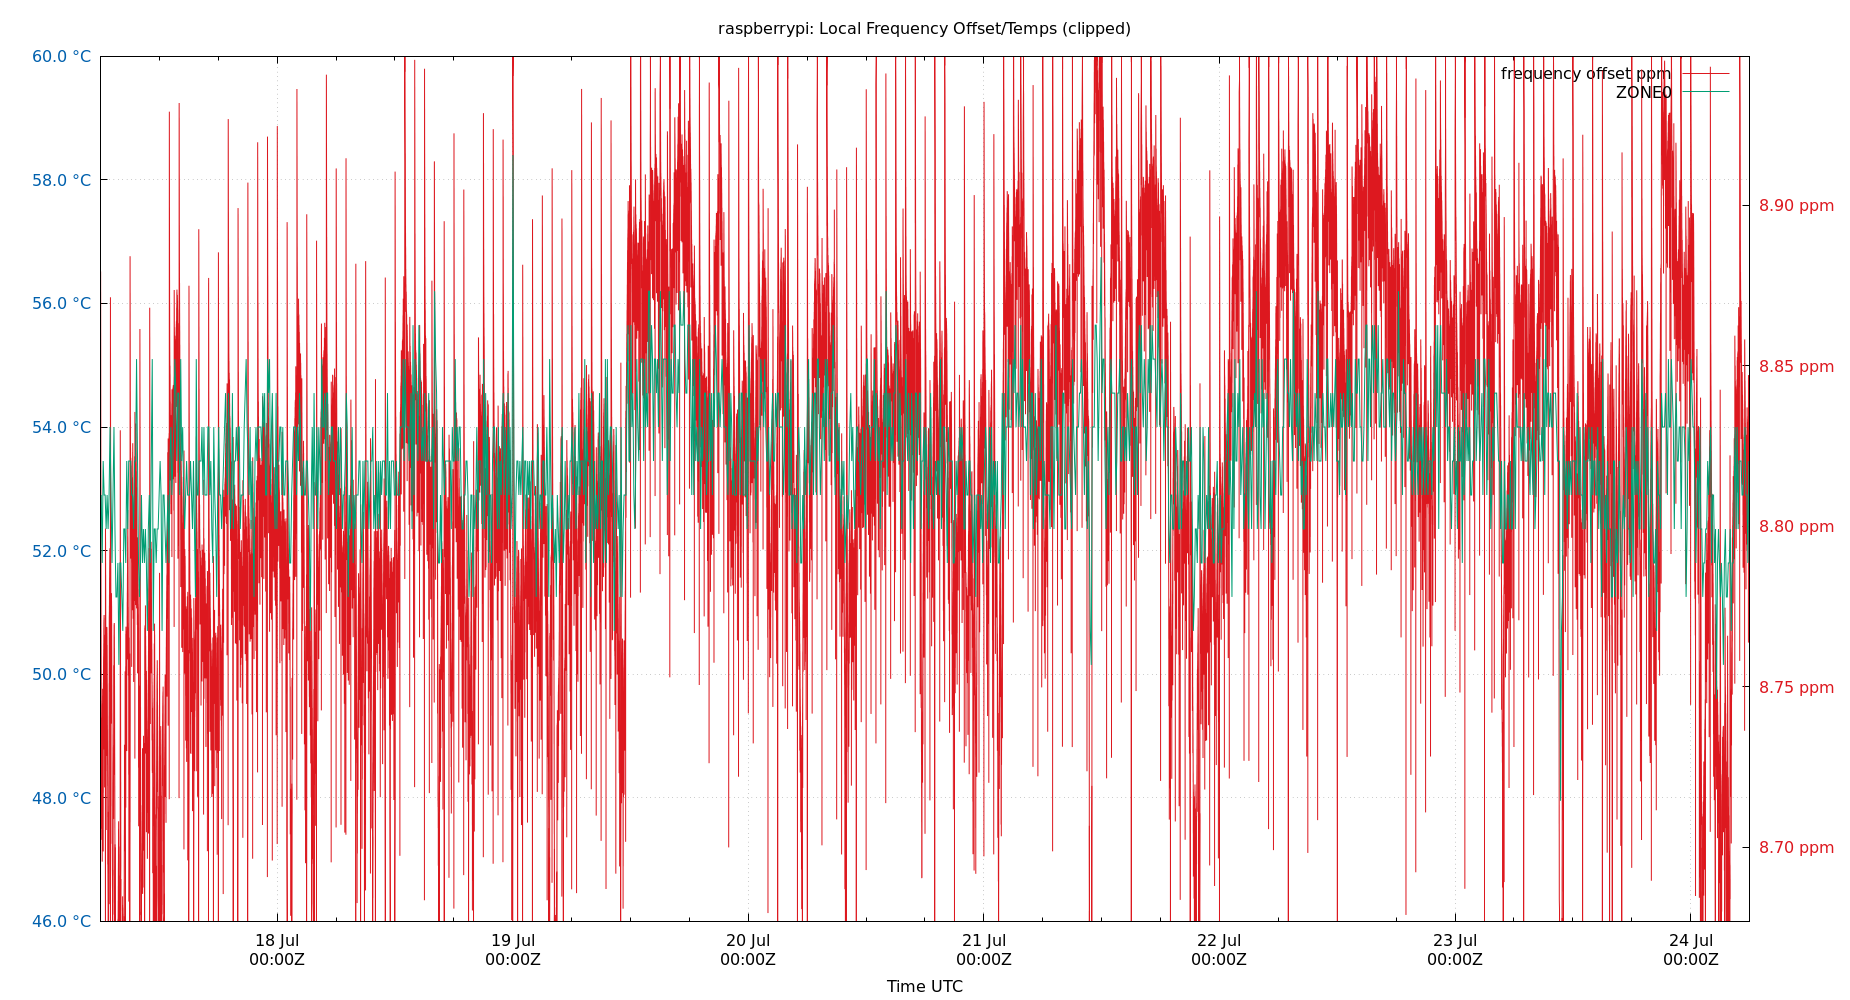 raspberrypi: Local Frequency Offset/Temps (clipped)
60.0 °C
58.0 °C
56.0 °C
54.0 °C
52.0 °C
50.0 °C
48.0 °C
46.0 °C
frequency offset ppm
ZONE0
8.90 ppm
8.85 ppm
8.80 ppm
8.75 ppm
8.70 ppm
18 Jul
00:00Z
19 Jul
00:00Z
20 Jul
00:00Z
21 Jul
00:00Z
22 Jul
00:00Z
23 Jul
00:00Z
24 Jul
00:00Z
Time UTC